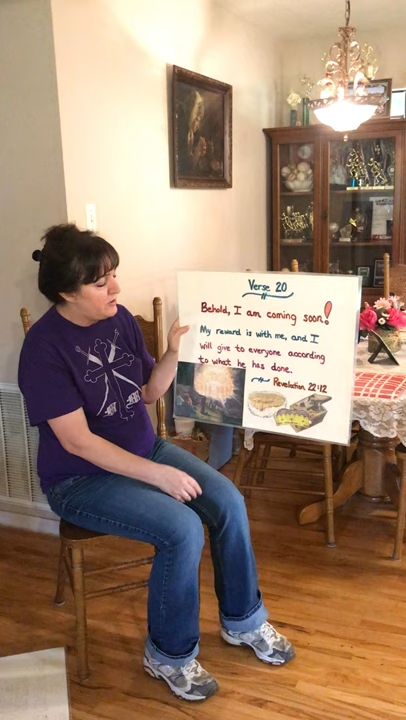 Verse 20
Behold, I am coming soon!
My reward is with me, and I
will give to everyone according
to what he has done.
Revelation 22:12